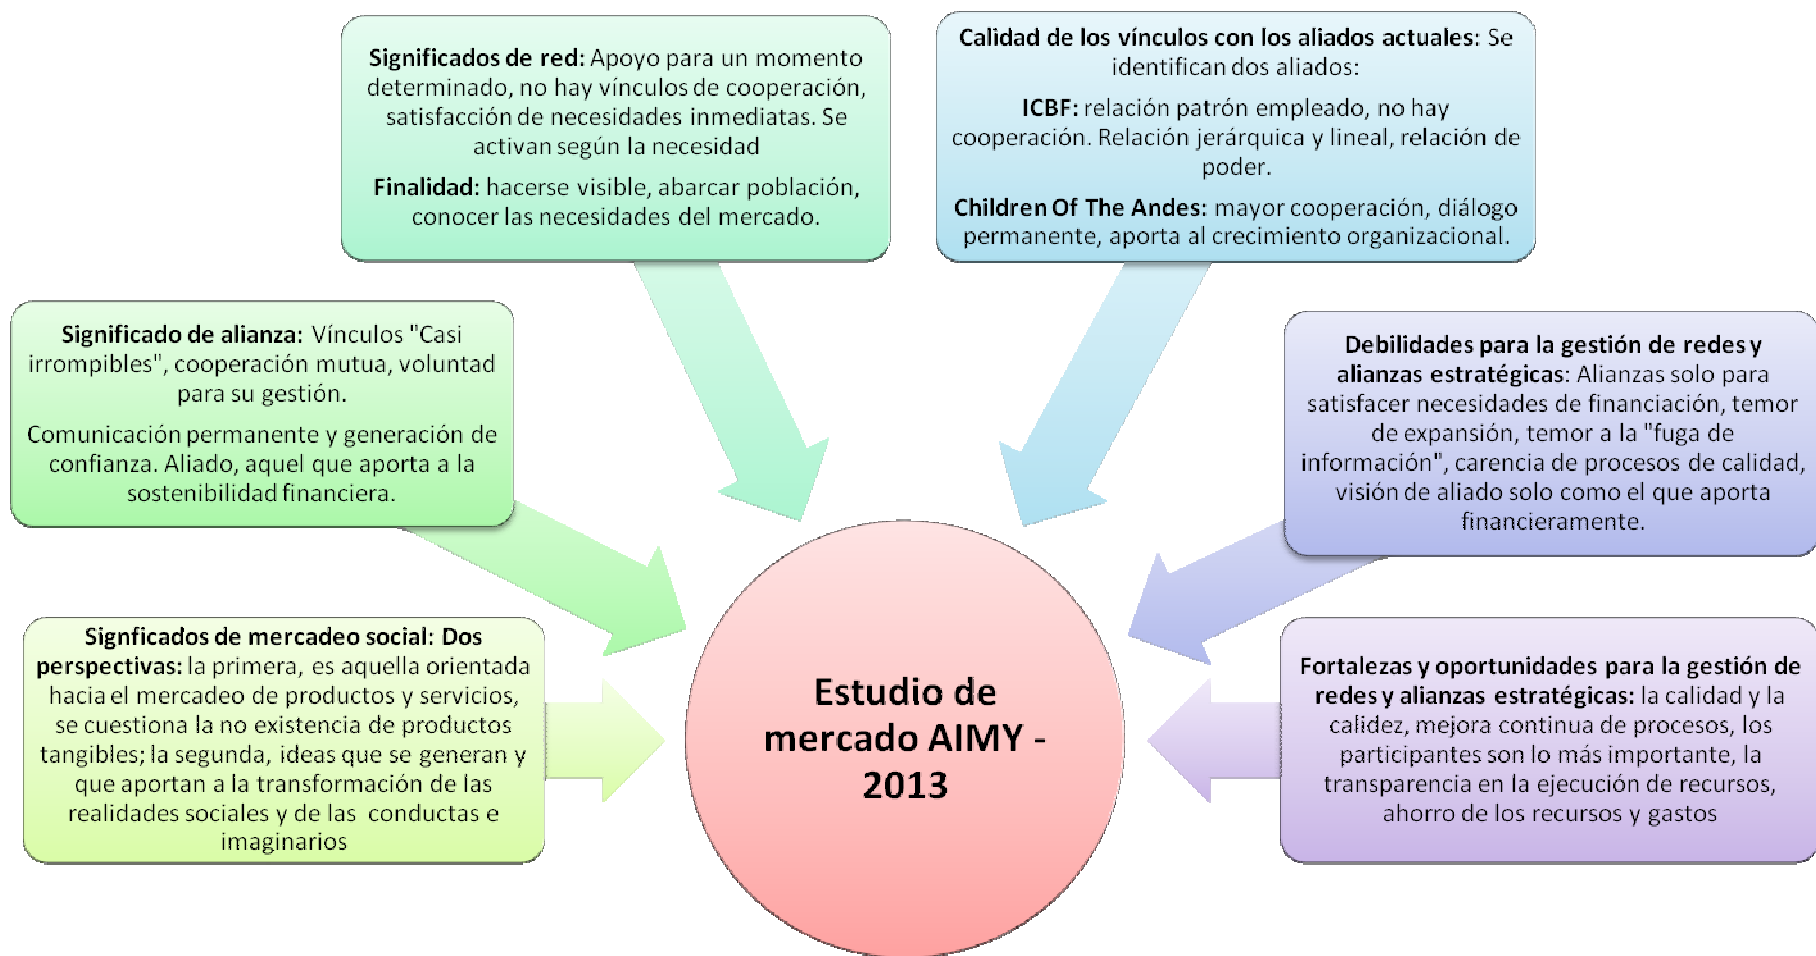 Significados de red: Apoyo para un momento
determinado, no hay vínculos de cooperación,
satisfacción de necesidades inmediatas. Se
activan según la necesidad
Finalidad: hacerse visible, abarcar población,
conocer las necesidades del mercado.
Calidad de los vínculos con los aliados actuales: Se
identifican dos aliados:
ICBF: relación patrón empleado, no hay
cooperación. Relación jerárquica y lineal, relación de
poder.
Children Of The Andes: mayor cooperación, diálogo
permanente, aporta al crecimiento organizacional.
Significado de alianza: Vínculos "Casi
irrompibles", cooperación mutua, voluntad
para su gestión.
Comunicación permanente y generación de
confianza. Aliado, aquel que aporta a la
sostenibilidad financiera.
Debilidades para la gestión de redes y
alianzas estratégicas: Alianzas solo para
satisfacer necesidades de financiación, temor
de expansión, temor a la "fuga de
información", carencia de procesos de calidad,
visión de aliado solo como el que aporta
financieramente.
Signficados de mercadeo social: Dos
perspectivas: la primera, es aquella orientada
hacia el mercadeo de productos y servicios,
se cuestiona la no existencia de productos
tangibles; la segunda, ideas que se generan y
que aportan a la transformación de las
realidades sociales y de las conductas e
imaginarios
Estudio de
mercado AIMY -
2013
Fortalezas y oportunidades para la gestión de
redes y alianzas estratégicas: la calidad y la
calidez, mejora continua de procesos, los
participantes son lo más importante, la
transparencia en la ejecución de recursos,
ahorro de los recursos y gastos